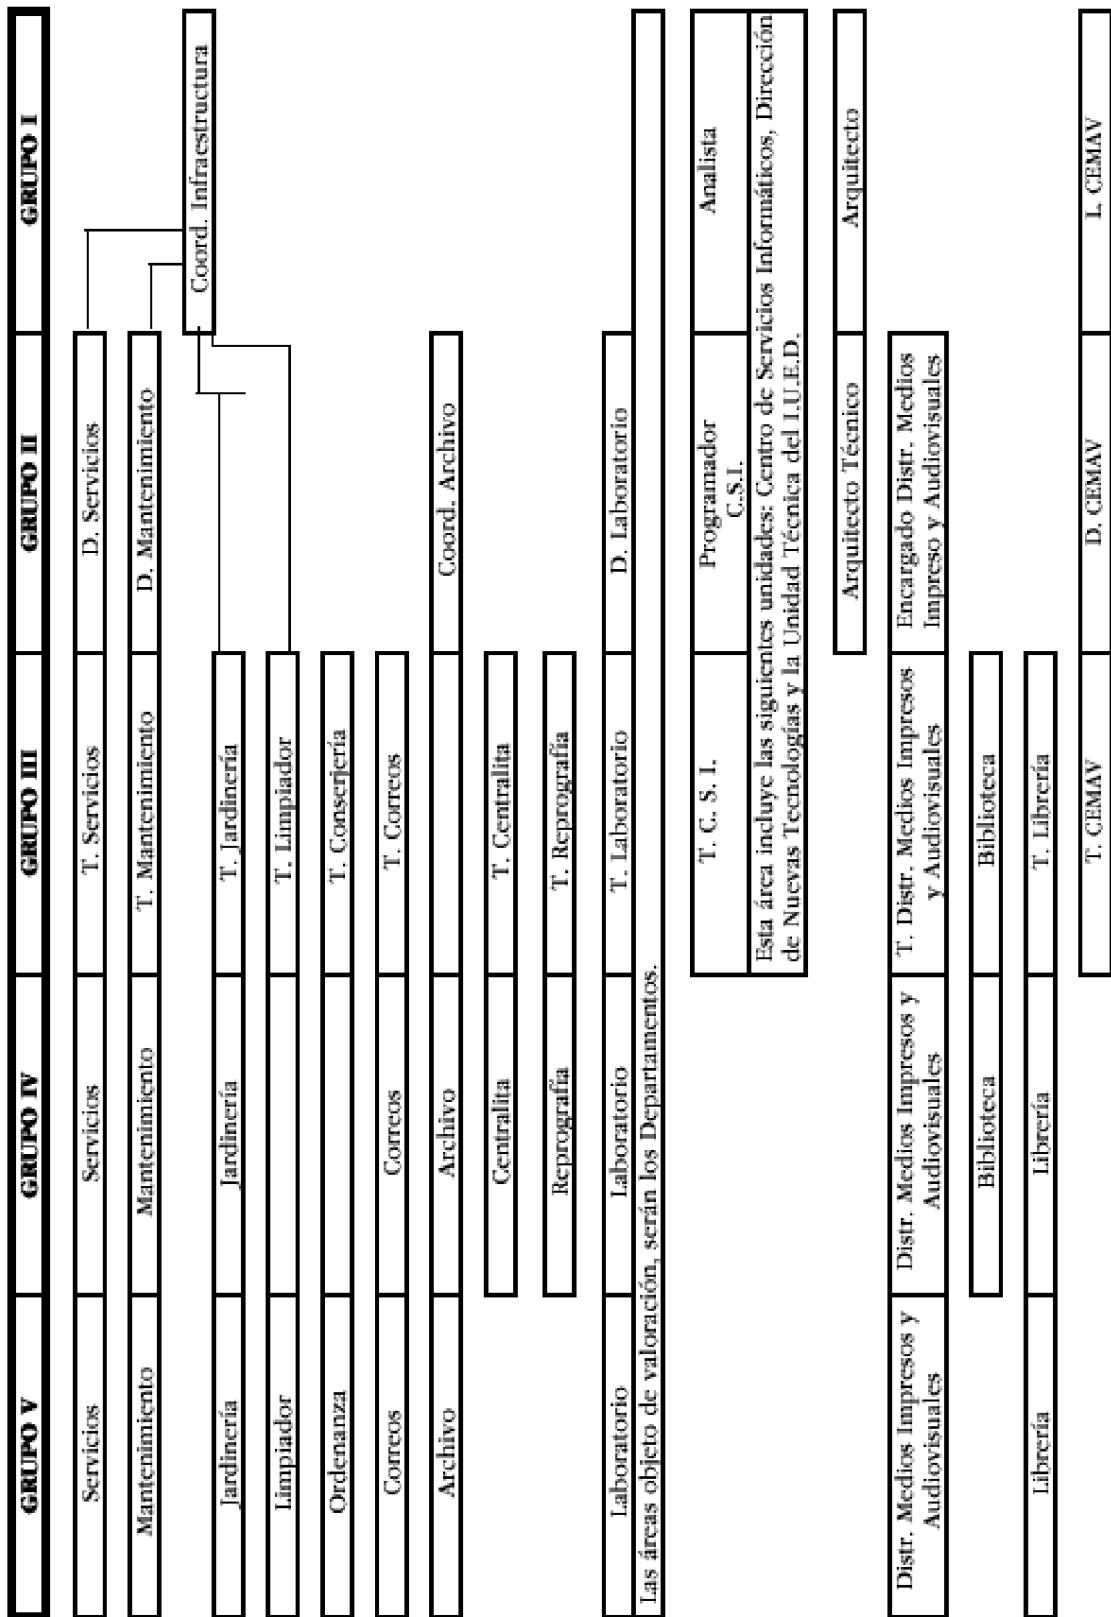 GRUPO V GRUPO IV GRUPO III GRUPO II GRUPO I
Servicios Servicios T. Servicios D. Servicios
Mantenimiento Mantenimiento T. Mantenimiento D. Mantenimiento
Coord. Infraestructura
Jardinería Jardinería T. Jardinería
Limpiador T. Limpiador
Ordenanza T. Conserjería
Correos Correos T. Correos
Archivo Archivo Coord. Archivo
Centralita T. Centralita
Reprografía T. Reprografía
Laboratorio Laboratorio T. Laboratorio D. Laboratorio
Las áreas objeto de valoración, serán los Departamentos.
T. C. S. I. Programador Analista
C.S.I.
Esta área incluye las siguientes unidades: Centro de Servicios Informáticos, Dirección
de Nuevas Tecnologías y la Unidad Técnica del I.U.E.D.
Arquitecto Técnico Arquitecto
Distr. Medios Impresos y Distr. Medios Impresos y T. Distr. Medios Impresos Encargado Distr. Medios
Audiovisuales Audiovisuales y Audiovisuales Impreso y Audiovisuales
Biblioteca Biblioteca
Librería Librería T. Librería
T. CEMAV D. CEMAV I. CEMAV